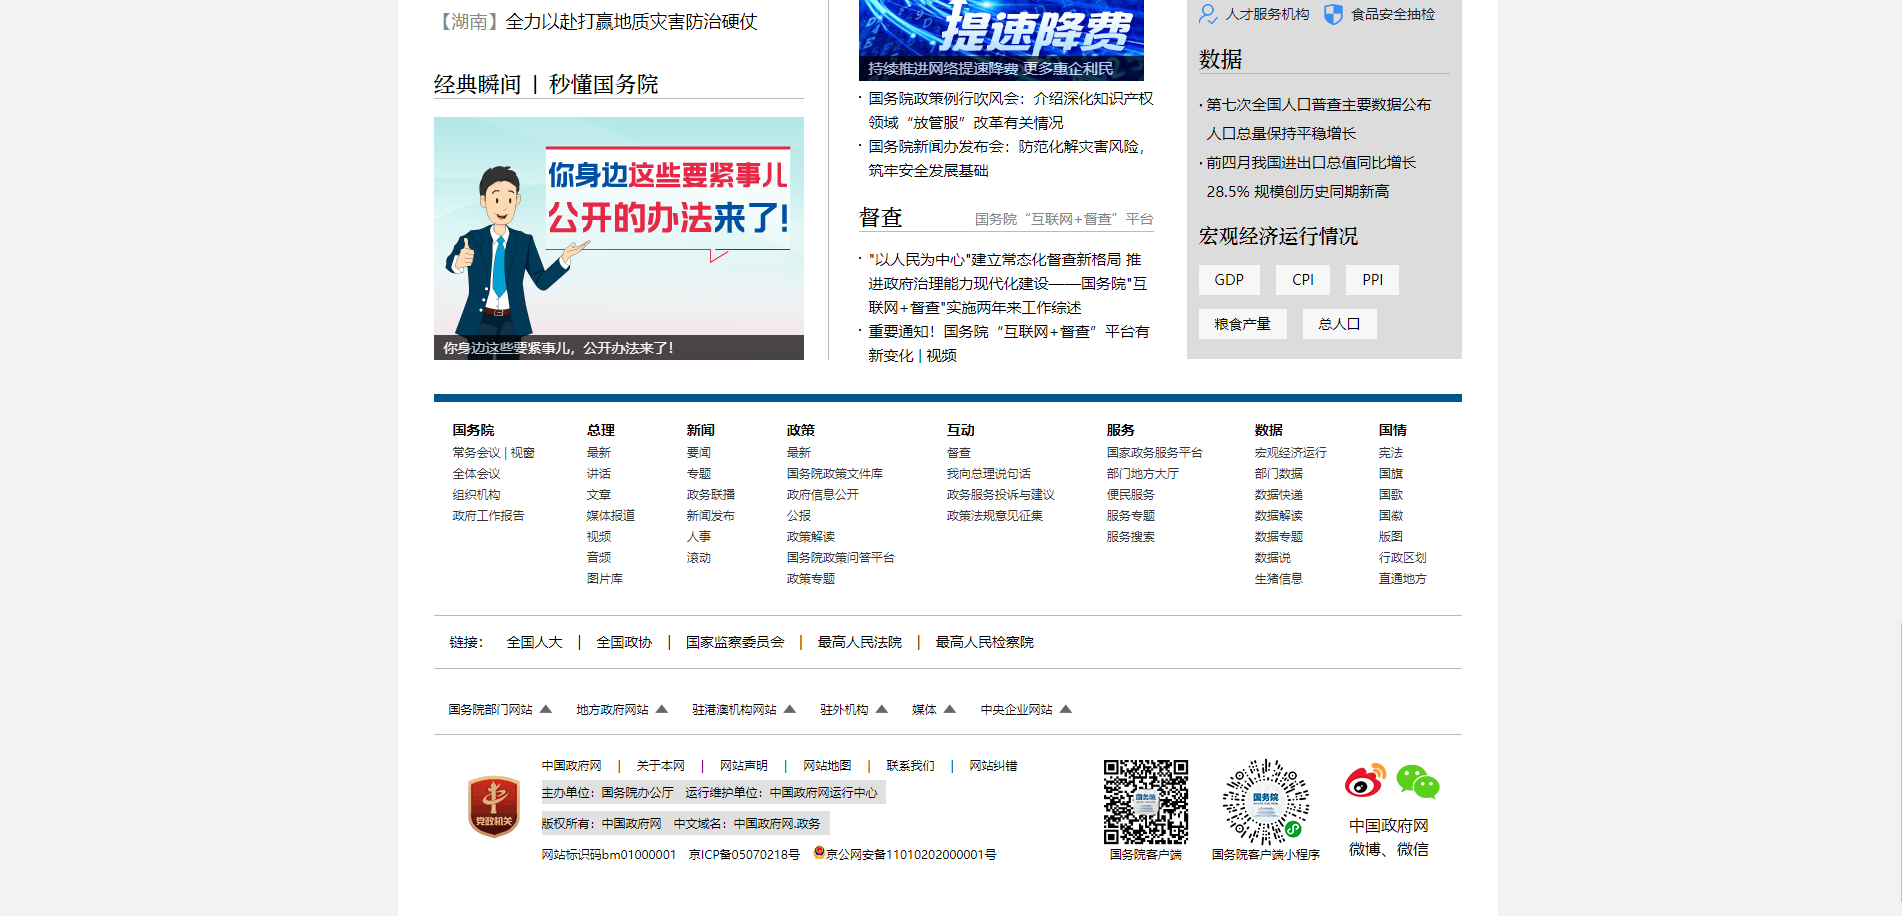 【湖南】全力以赴打赢地质灾害防治硬仗
经典瞬间 | 秒懂国务院
你身边这些要紧事儿
公开的办法来了!
你身边这些要紧事儿，公开办法来了！
提速降费
持续推进网络提速降费 更多惠企利民
· 国务院政策例行吹风会：介绍深化知识产权
领域“放管服”改革有关情况
· 国务院新闻办发布会：防范化解灾害风险，
筑牢安全发展基础
督查 国务院“互联网+督查”平台
· "以人民为中心"建立常态化督查新格局 推
进政府治理能力现代化建设——国务院"互
联网+督查"实施两年来工作综述
· 重要通知！国务院“互联网+督查”平台有
新变化 | 视频
人才服务机构 食品安全抽检
数据
· 第七次全国人口普查主要数据公布
人口总量保持平稳增长
· 前四月我国进出口总值同比增长
28.5% 规模创历史同期新高
宏观经济运行情况
GDP CPI PPI
粮食产量 总人口
国务院
常务会议 | 视窗
全体会议
组织机构
政府工作报告
总理
最新
讲话
文章
媒体报道
视频
音频
图片库
新闻
要闻
专题
政务联播
新闻发布
人事
滚动
政策
最新
国务院政策文件库
政府信息公开
公报
政策解读
国务院政策问答平台
政策专题
互动
督查
我向总理说句话
政务服务投诉与建议
政策法规意见征集
服务
国家政务服务平台
部门地方大厅
便民服务
服务专题
服务搜索
数据
宏观经济运行
部门数据
数据快递
数据解读
数据专题
数据说
生猪信息
国情
宪法
国旗
国歌
国徽
版图
行政区划
直通地方
链接： 全国人大 | 全国政协 | 国家监察委员会 | 最高人民法院 | 最高人民检察院
国务院部门网站 地方政府网站 驻港澳机构网站 驻外机构 媒体 中央企业网站
党政机关
中国政府网 | 关于本网 | 网站声明 | 网站地图 | 联系我们 | 网站纠错
主办单位：国务院办公厅 运行维护单位：中国政府网运行中心
版权所有：中国政府网 中文域名：中国政府网.政务
网站标识码bm01000001 京ICP备05070218号 京公网安备11010202000001号
国务院
国务院客户端
国务院
国务院客户端小程序
中国政府网
微博、微信